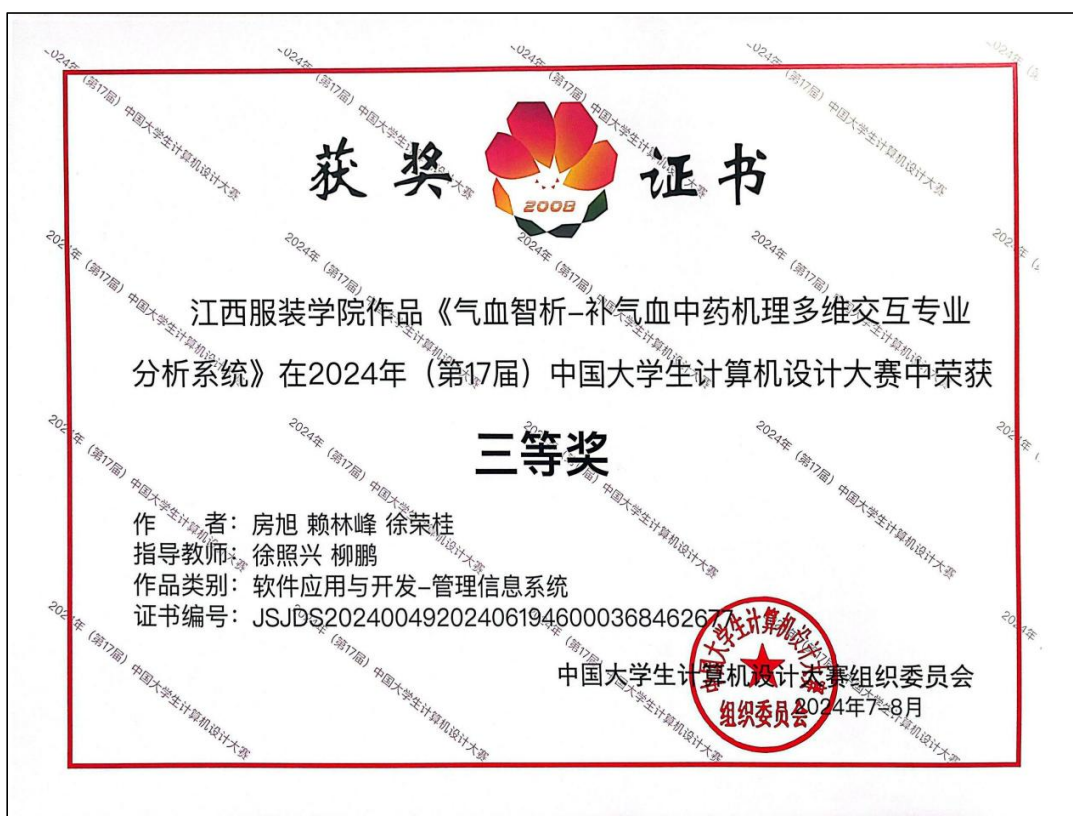 获奖 证书
2008
江西服装学院作品《气血智析-补气血中药机理多维交互专业
分析系统》在2024年（第17届）中国大学生计算机设计大赛中荣获
三等奖
作 者：房旭 赖林峰 徐荣桂
指导教师：徐照兴 柳鹏
作品类别：软件应用与开发-管理信息系统
证书编号：JSJDS202400492024061946000368462677
中国大学生计算机设计大赛组织委员会
2024年7-8月
中国大学生计算机设计大赛
组织委员会
2024年（第17届）中国大学生计算机设计大赛